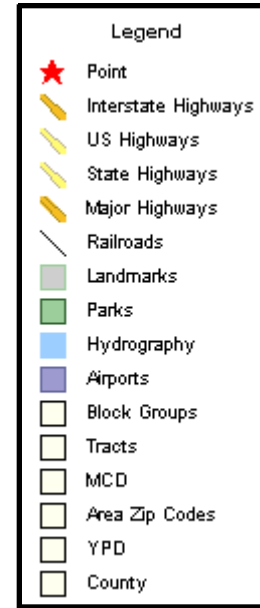 Legend
Point
Interstate Highways
US Highways
State Highways
Major Highways
Railroads
Landmarks
Parks
Hydrography
Airports
Block Groups
Tracts
MCD
Area Zip Codes
YPD
County